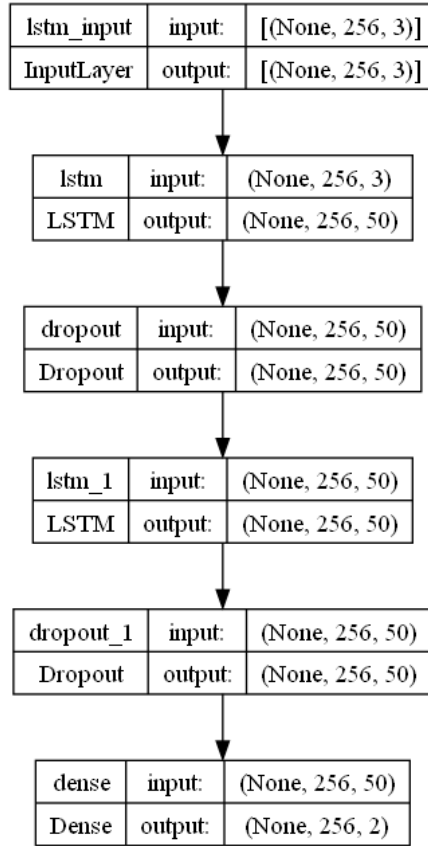 lstm_input input: [(None, 256, 3)]
InputLayer output: [(None, 256, 3)]
lstm input: (None, 256, 3)
LSTM output: (None, 256, 50)
dropout input: (None, 256, 50)
Dropout output: (None, 256, 50)
lstm_1 input: (None, 256, 50)
LSTM output: (None, 256, 50)
dropout_1 input: (None, 256, 50)
Dropout output: (None, 256, 50)
dense input: (None, 256, 50)
Dense output: (None, 256, 2)